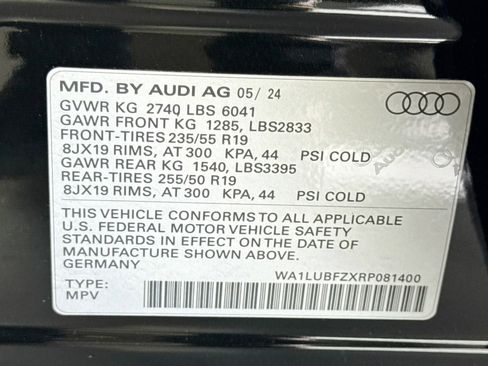 MFD. BY AUDI AG 05/ 24
GVWR KG 2740 LBS 6041
GAWR FRONT KG 1285, LBS2833
FRONT-TIRES 235/55 R19
8JX19 RIMS, AT 300 KPA, 44 PSI COLD
GAWR REAR KG 1540, LBS3395
REAR-TIRES 255/50 R19
8JX19 RIMS, AT 300 KPA, 44 PSI COLD
THIS VEHICLE CONFORMS TO ALL APPLICABLE
U.S. FEDERAL MOTOR VEHICLE SAFETY
STANDARDS IN EFFECT ON THE DATE OF
MANUFACTURE SHOWN ABOVE.
GERMANY
WA1LUBFZXRP081400
TYPE:
MPV